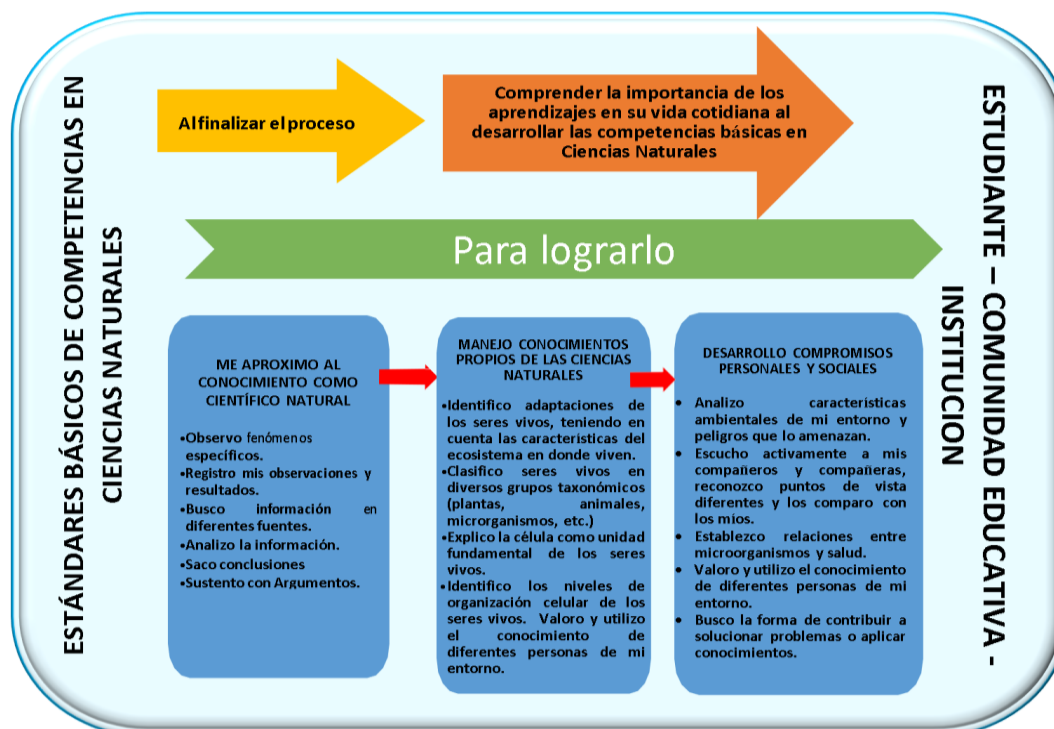 ESTÁNDARES BÁSICOS DE COMPETENCIAS EN
CIENCIAS NATURALES
Al finalizar el proceso
Comprender la importancia de los
aprendizajes en su vida cotidiana al
desarrollar las competencias básicas en
Ciencias Naturales
Para lograrlo
ME APROXIMO AL
CONOCIMIENTO COMO
CIENTÍFICO NATURAL
•Observo fenómenos
específicos.
•Registro mis observaciones y
resultados.
•Busco información en
diferentes fuentes.
•Analizo la información.
•Saco conclusiones
•Sustento con Argumentos.
MANEJO CONOCIMIENTOS
PROPIOS DE LAS CIENCIAS
NATURALES
•Identifico adaptaciones de
los seres vivos, teniendo en
cuenta las características del
ecosistema en donde viven.
•Clasifico seres vivos en
diversos grupos taxonómicos
(plantas, animales,
microrganismos, etc.)
•Explico la célula como unidad
fundamental de los seres
vivos.
•Identifico los niveles de
organización celular de los
seres vivos. Valoro y utilizo
el conocimiento de
diferentes personas de mi
entorno.
DESARROLLO COMPROMISOS
PERSONALES Y SOCIALES
• Analizo características
ambientales de mi entorno y
peligros que lo amenazan.
• Escucho activamente a mis
compañeros y compañeras,
reconozco puntos de
vista diferentes y los comparo con
los míos.
• Establezco relaciones entre
microorganismos y salud.
• Valoro y utilizo el conocimiento
de diferentes personas de mi
entorno.
• Busco la forma de contribuir a
solucionar problemas o aplicar
conocimientos.
ESTUDIANTE – COMUNIDAD EDUCATIVA -
INSTITUCION